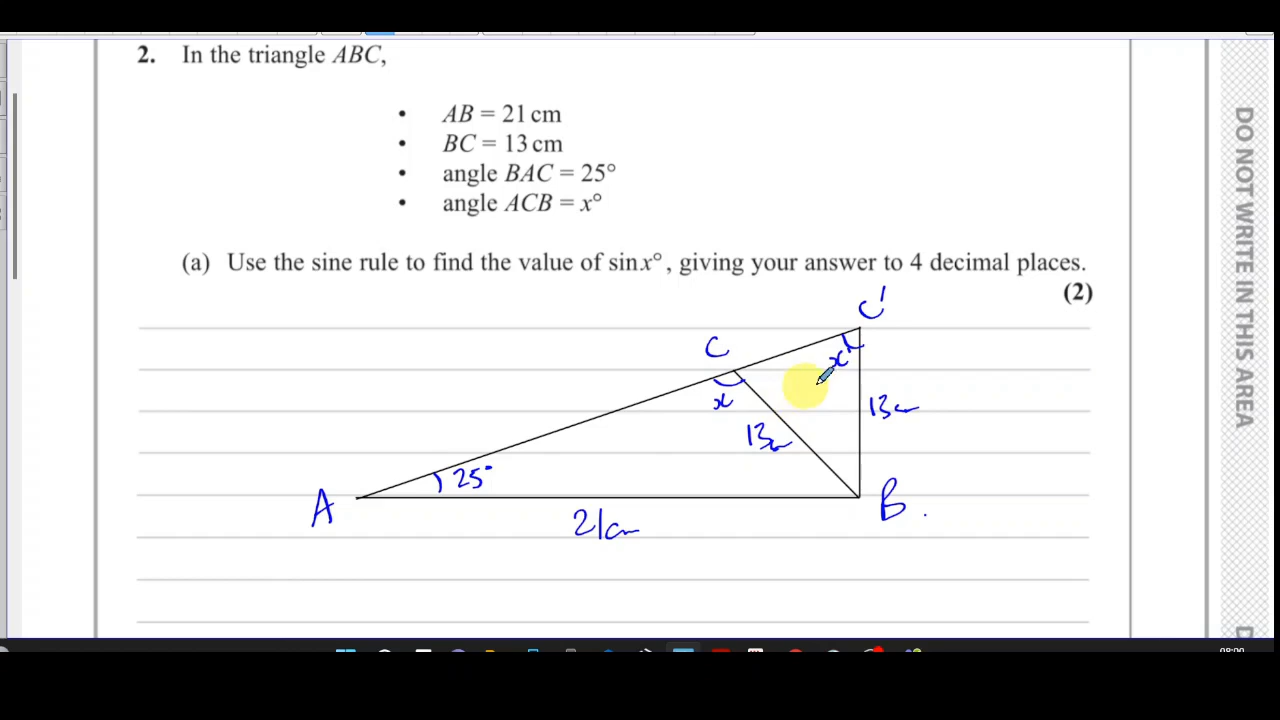 2. In the triangle ABC,
• AB = 21 cm
• BC = 13 cm
• angle BAC = 25°
• angle ACB = x°
(a) Use the sine rule to find the value of sin x°, giving your answer to 4 decimal places.
(2)
C'
C
x
x
13cm
13cm
25°
A
B.
21cm
DO NOT WRITE IN THIS AREA
D